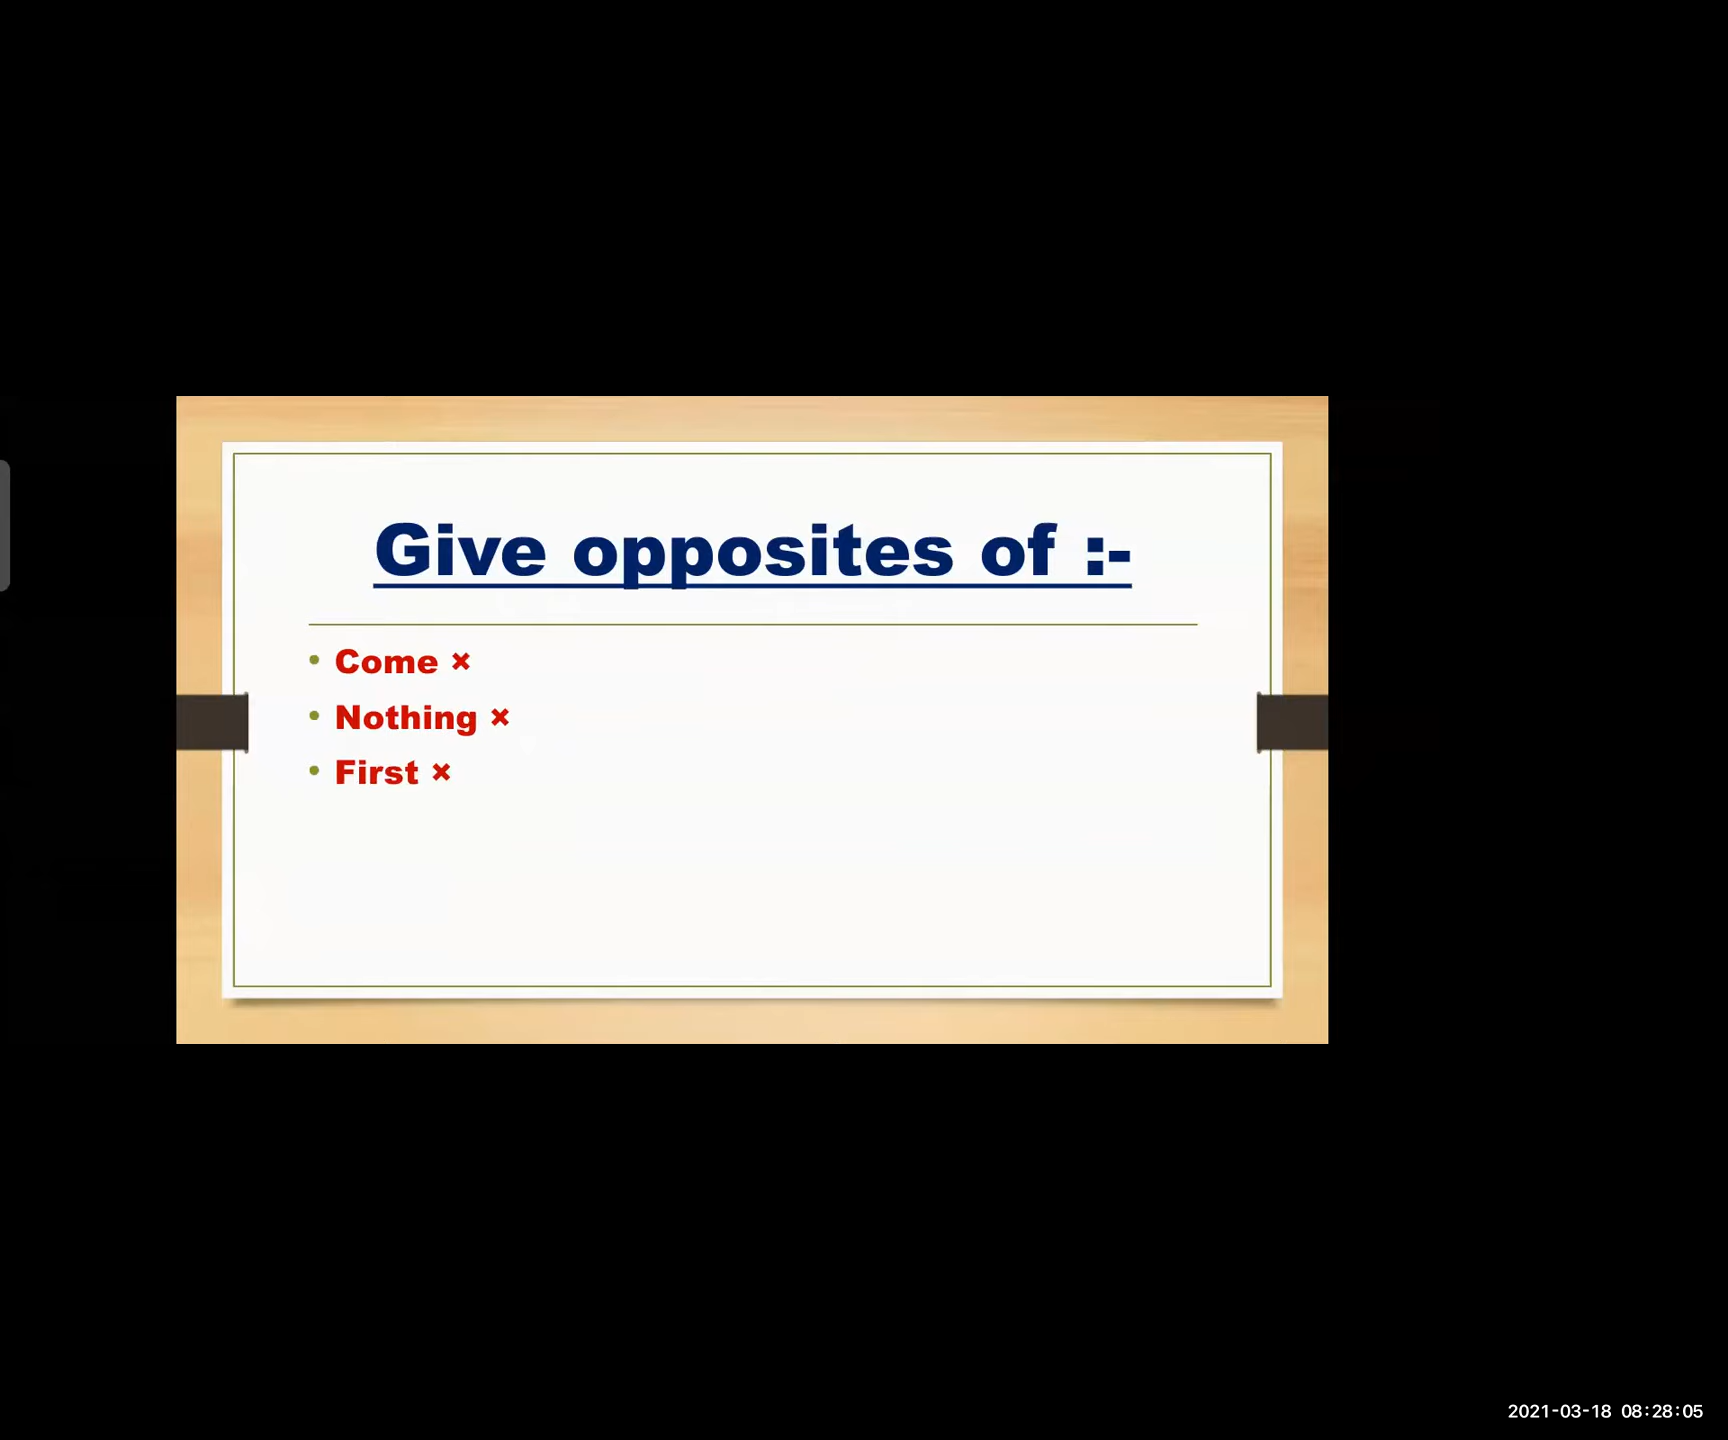 Give opposites of :-
• Come ×
• Nothing ×
• First ×
2021-03-18 08:28:05